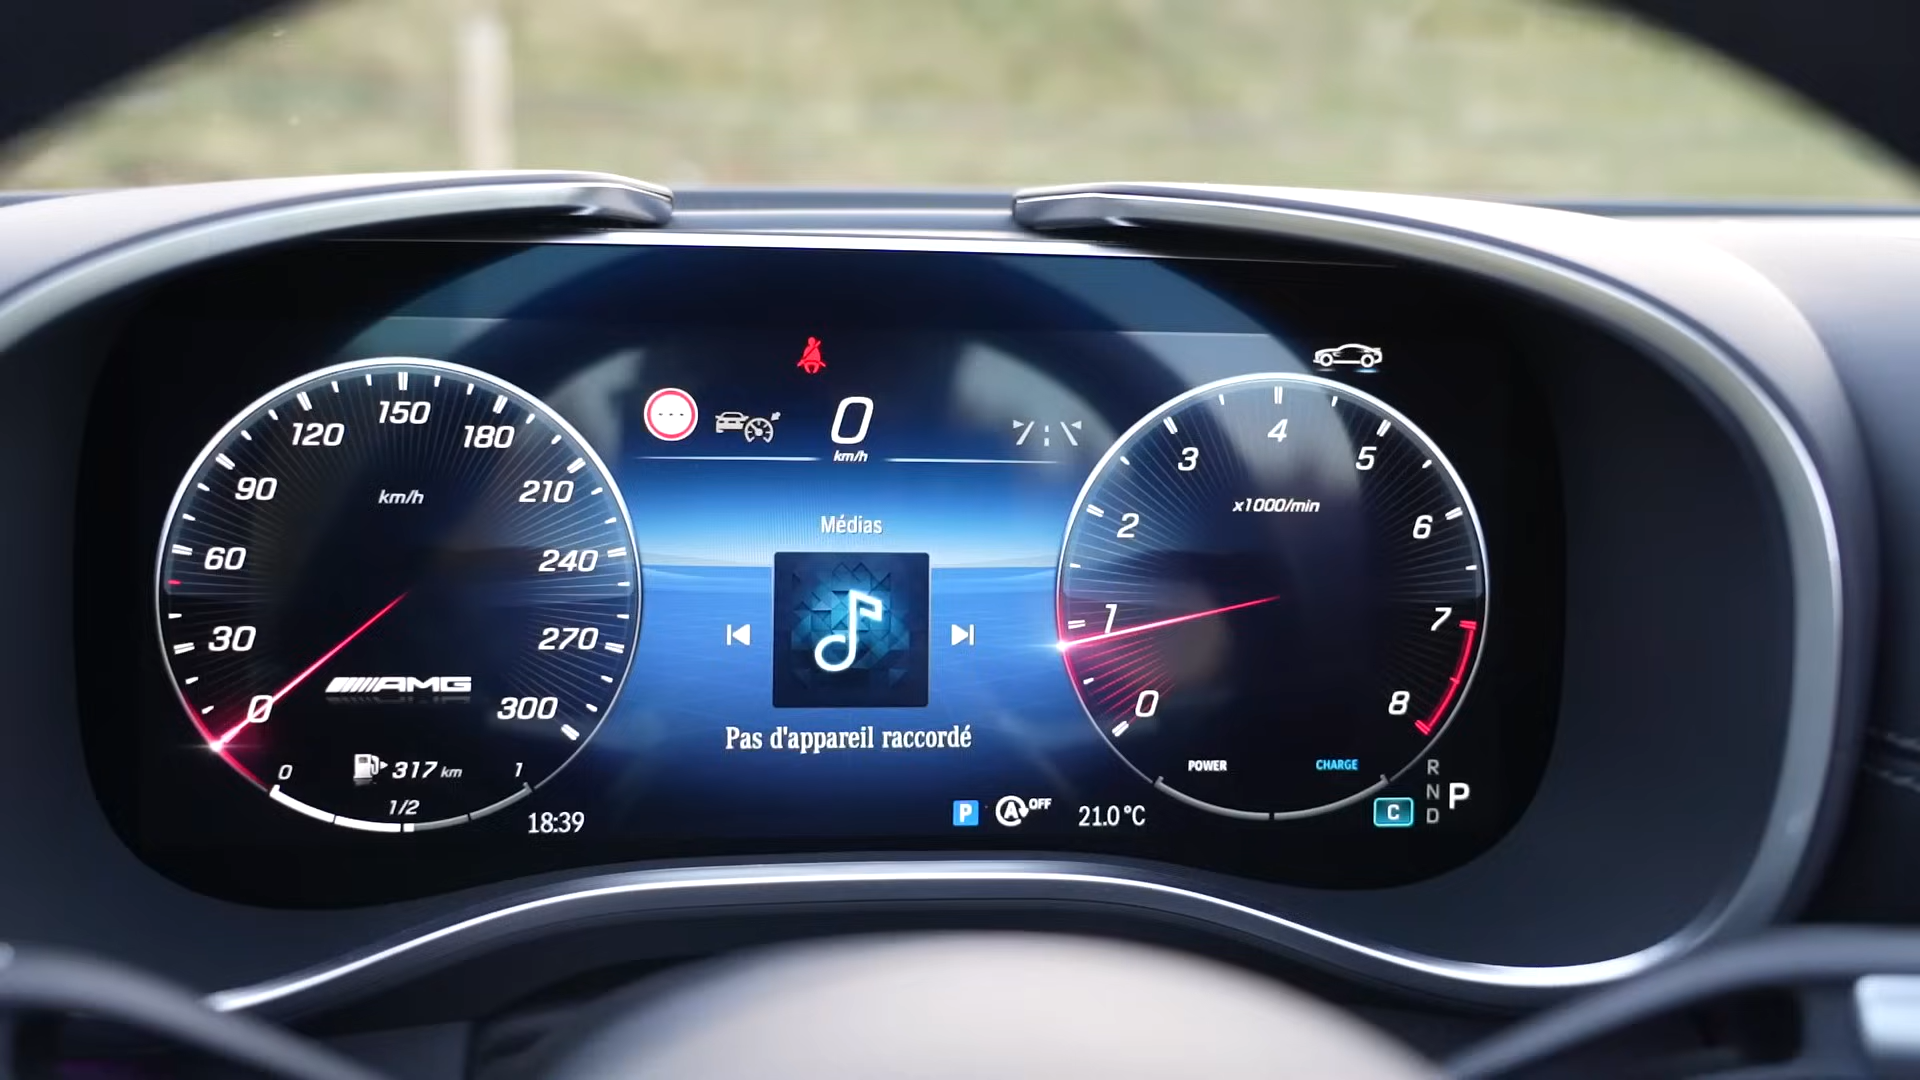 0
km/h
150
120
180
90
210
km/h
60
240
30
270
AMG
0
300
317 km
0
1
1/2
18:39
Médias
Pas d'appareil raccordé
P
A OFF
21.0 °C
4
3
5
x1000/min
2
6
1
7
0
8
POWER
CHARGE
R
N
D
P
C